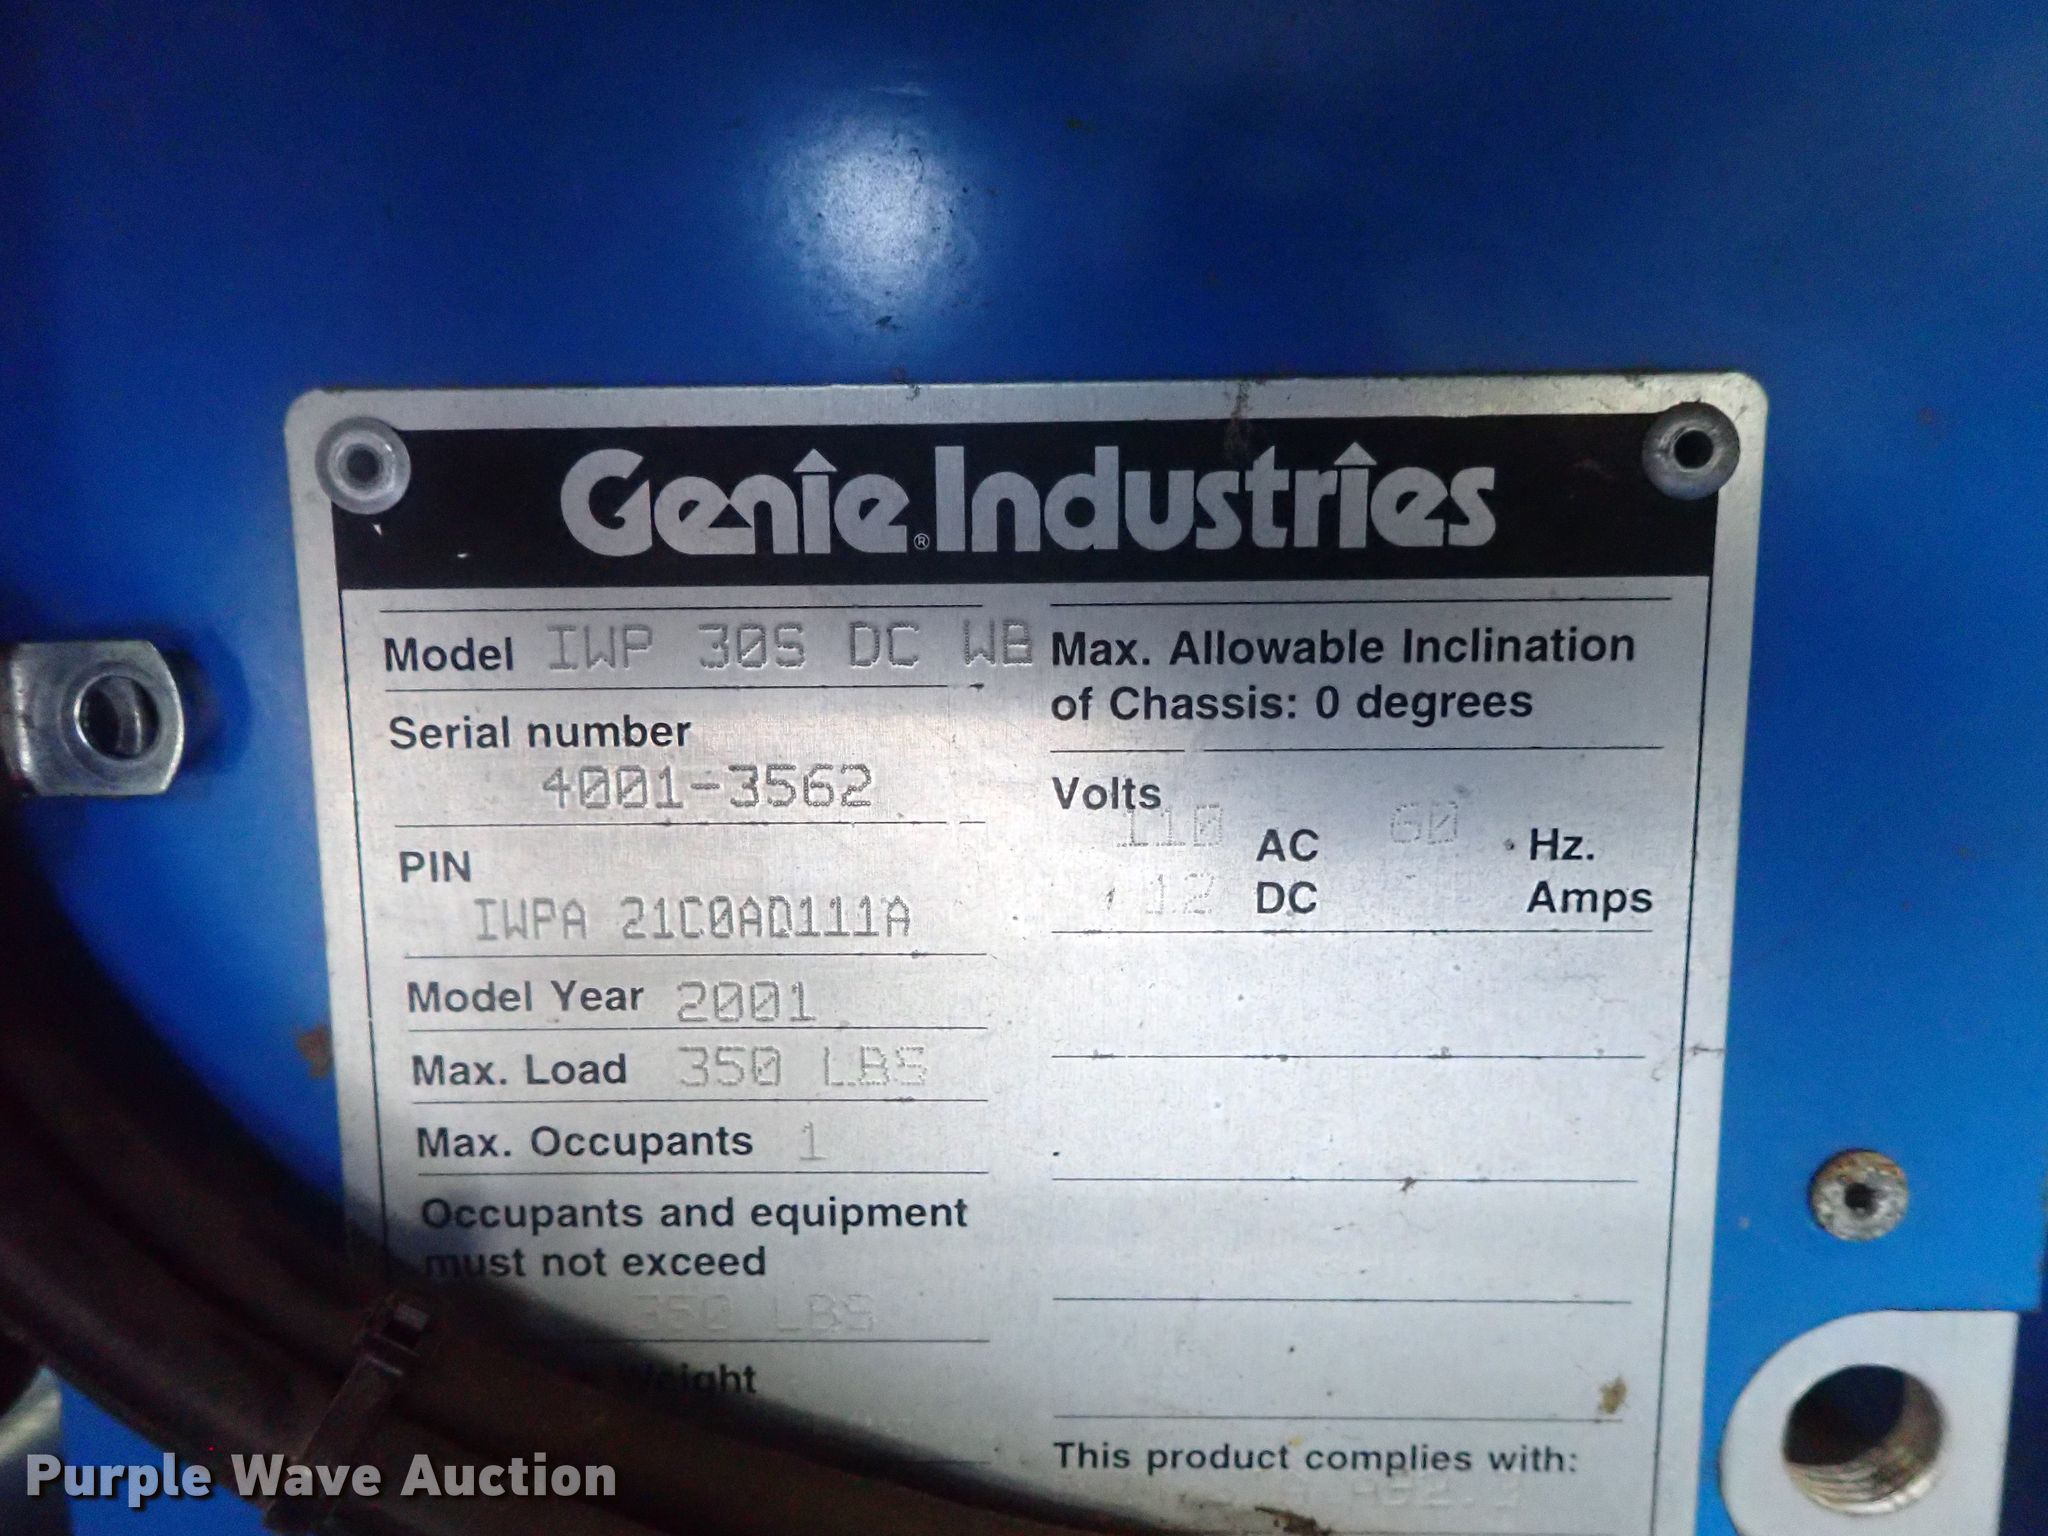 Genie® Industries
Model IWP 30S DC WB
Serial number
4001-3562
PIN
IWPA 21C0AD111A
Model Year 2001
Max. Load 350 LBS
Max. Occupants 1
Occupants and equipment
must not exceed
350 LBS
Max. Allowable Inclination
of Chassis: 0 degrees
Volts
110 AC 60 Hz.
12 DC Amps
This product complies with:
Purple Wave Auction